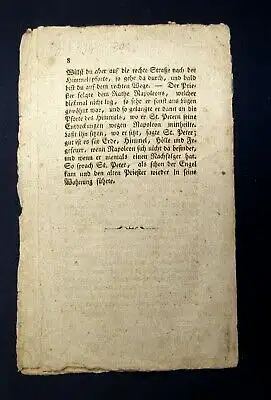 8
Willst du aber auf die rechte Straße nach der
Himmelspforte, so gehe da durch, und bald
bist du auf dem rechten Wege. — Der Prie-
ster folgte dem Rathe Napoleons, welcher
diesmal nicht log, so sehr er sonst ans lügen
gewöhnt war, und so gelangte er dann an die
Pforte des Himmels, wo er St. Petern seine
Entdeckungen wegen Napoleon mittheilte.
Laßt ihn sitzen, wo er sitzt, sagte St. Peter;
gut ist es für Erde, Himmel, Hölle und Fe-
gefeuer, wenn Napoleon sich nicht da befindet,
und wenn er niemals einen Nachfolger hat.
So sprach St. Peter, als schon der Engel
kam und den alten Priester wieder in seine
Wohnung führte.